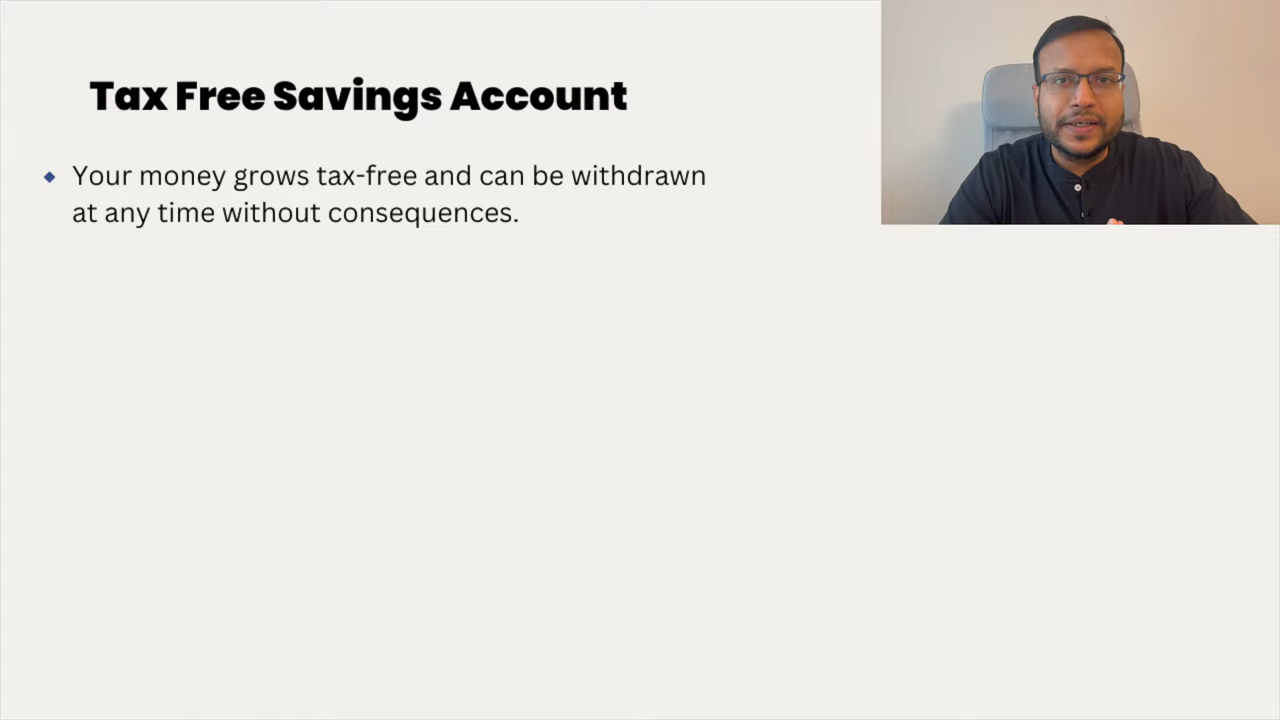 Tax Free Savings Account
Your money grows tax-free and can be withdrawn
at any time without consequences.